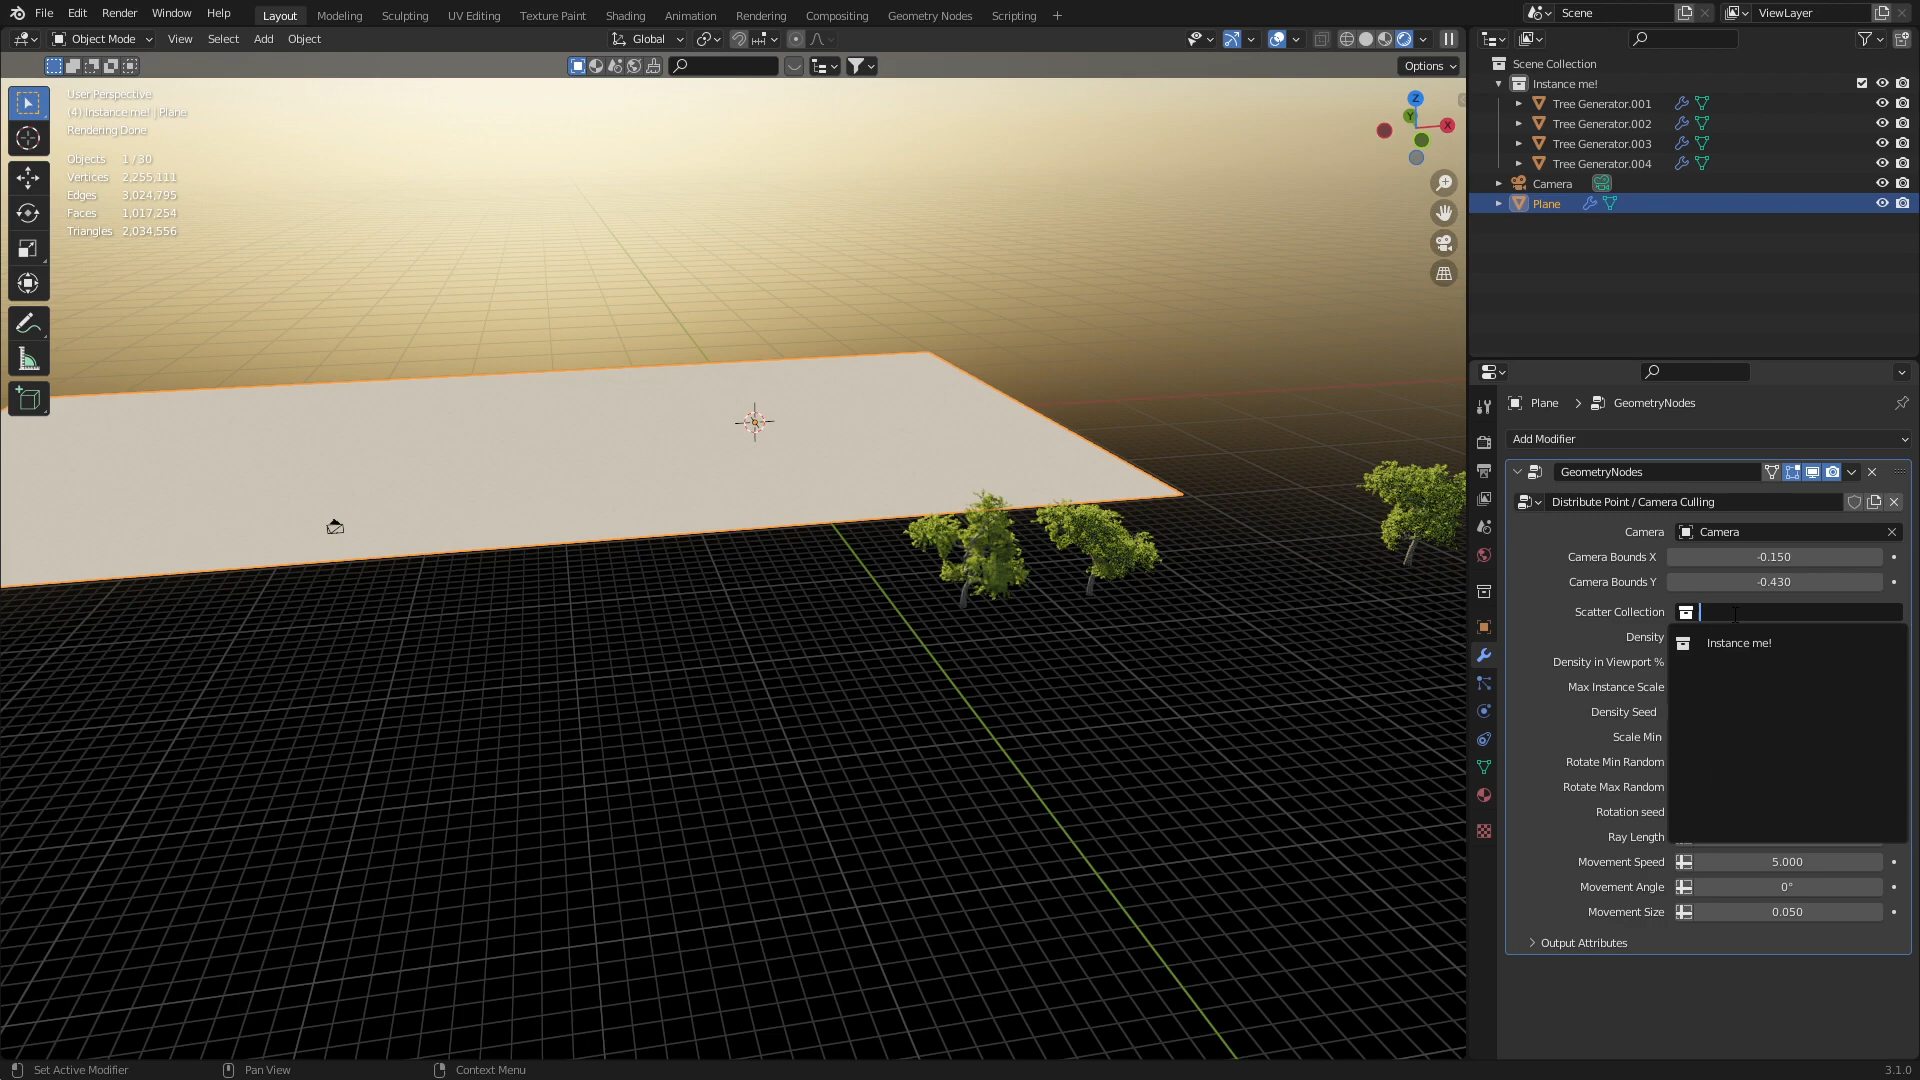 File Edit Render Window Help Layout Modeling Sculpting UV Editing Texture Paint Shading Animation Rendering Compositing Geometry Nodes Scripting + Scene ViewLayer
Object Mode View Select Add Object Global
Options
User Perspective
(4) Instance me! | Plane
Rendering Done
Objects 1 / 30
Vertices 2,255,111
Edges 3,024,795
Faces 1,017,254
Triangles 2,034,556
Z
Y
X
Scene Collection
Instance me!
Tree Generator.001
Tree Generator.002
Tree Generator.003
Tree Generator.004
Camera
Plane
Plane > GeometryNodes
Add Modifier
GeometryNodes
Distribute Point / Camera Culling
Camera Camera
Camera Bounds X -0.150
Camera Bounds Y -0.430
Scatter Collection
Instance me!
Density
Density in Viewport %
Max Instance Scale
Density Seed
Scale Min
Rotate Min Random
Rotate Max Random
Rotation seed
Ray Length
Movement Speed 5.000
Movement Angle 0°
Movement Size 0.050
Output Attributes
Set Active Modifier Pan View Context Menu 3.1.0